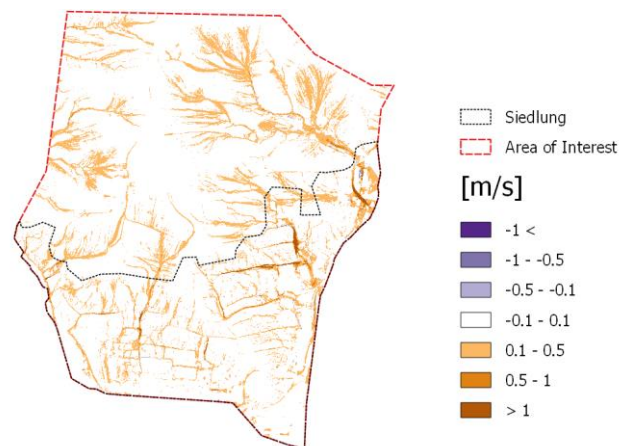 Siedlung
Area of Interest
[m/s]
-1 <
-1 - -0.5
-0.5 - -0.1
-0.1 - 0.1
0.1 - 0.5
0.5 - 1
> 1